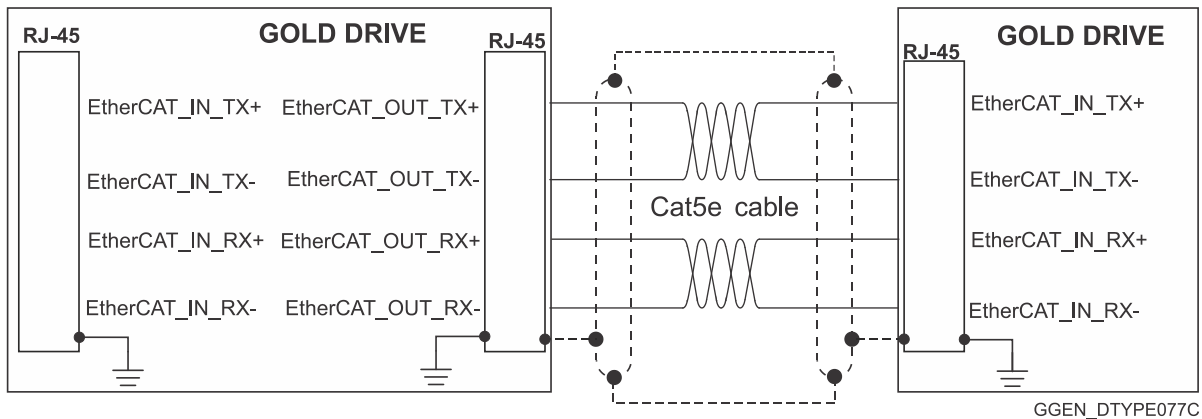 RJ-45
GOLD DRIVE
RJ-45
EtherCAT_IN_TX+
EtherCAT_OUT_TX+
EtherCAT_IN_TX-
EtherCAT_OUT_TX-
EtherCAT_IN_RX+
EtherCAT_OUT_RX+
EtherCAT_IN_RX-
EtherCAT_OUT_RX-
Cat5e cable
GOLD DRIVE
RJ-45
EtherCAT_IN_TX+
EtherCAT_IN_TX-
EtherCAT_IN_RX+
EtherCAT_IN_RX-
GGEN_DTYPE077C